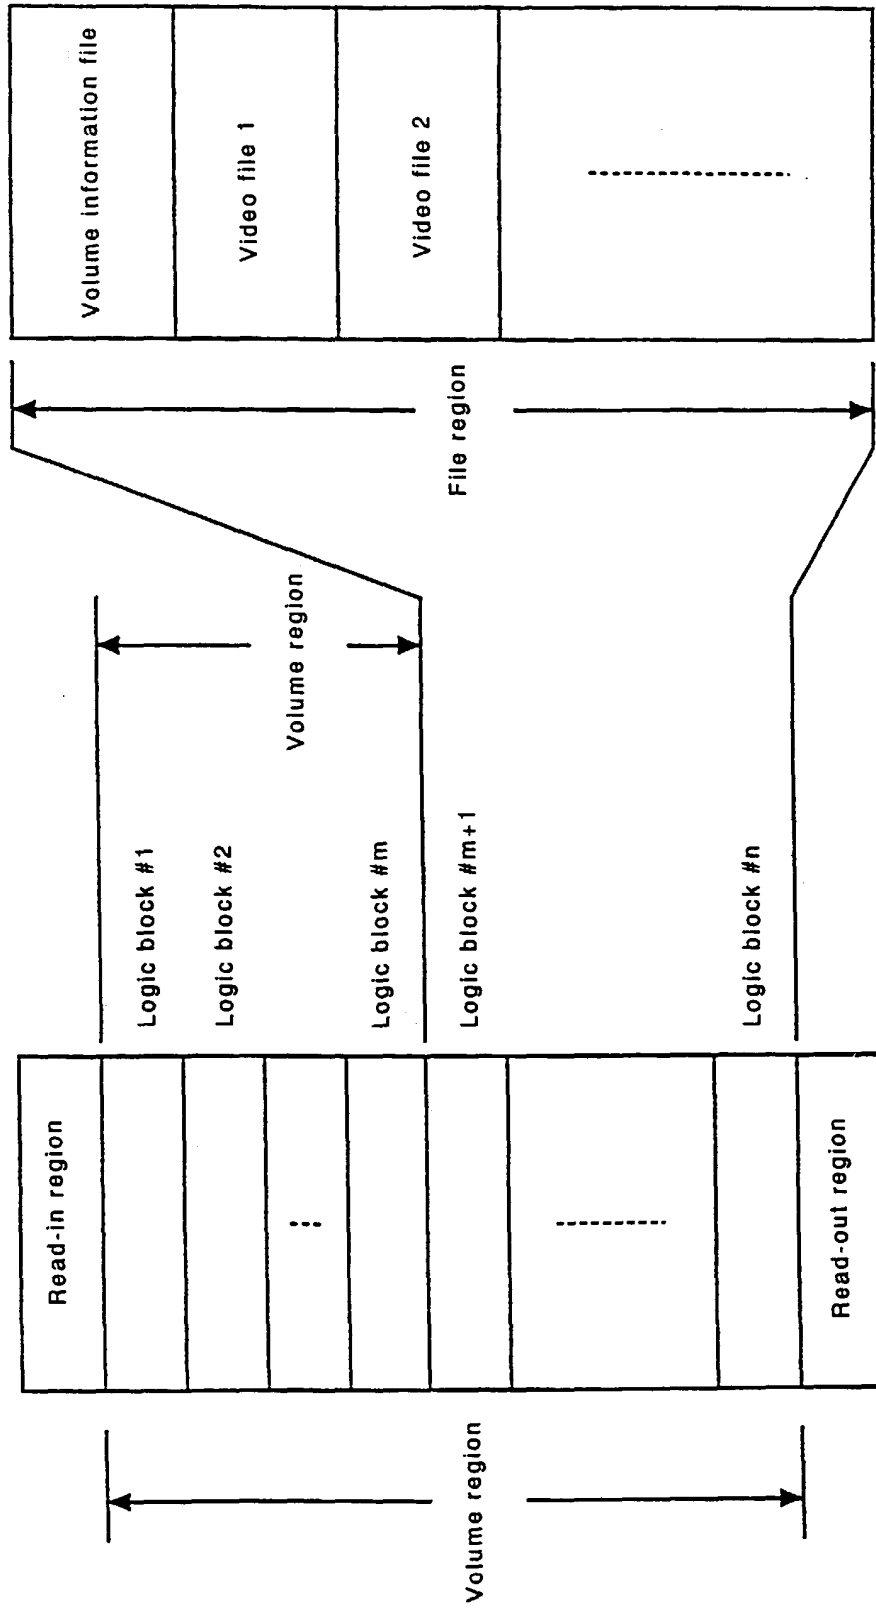 Volume region
Read-in region
Read-out region
Logic block #1
Logic block #2
Logic block #m
Logic block #m+1
Logic block #n
Volume region
File region
Volume information file
Video file 1
Video file 2